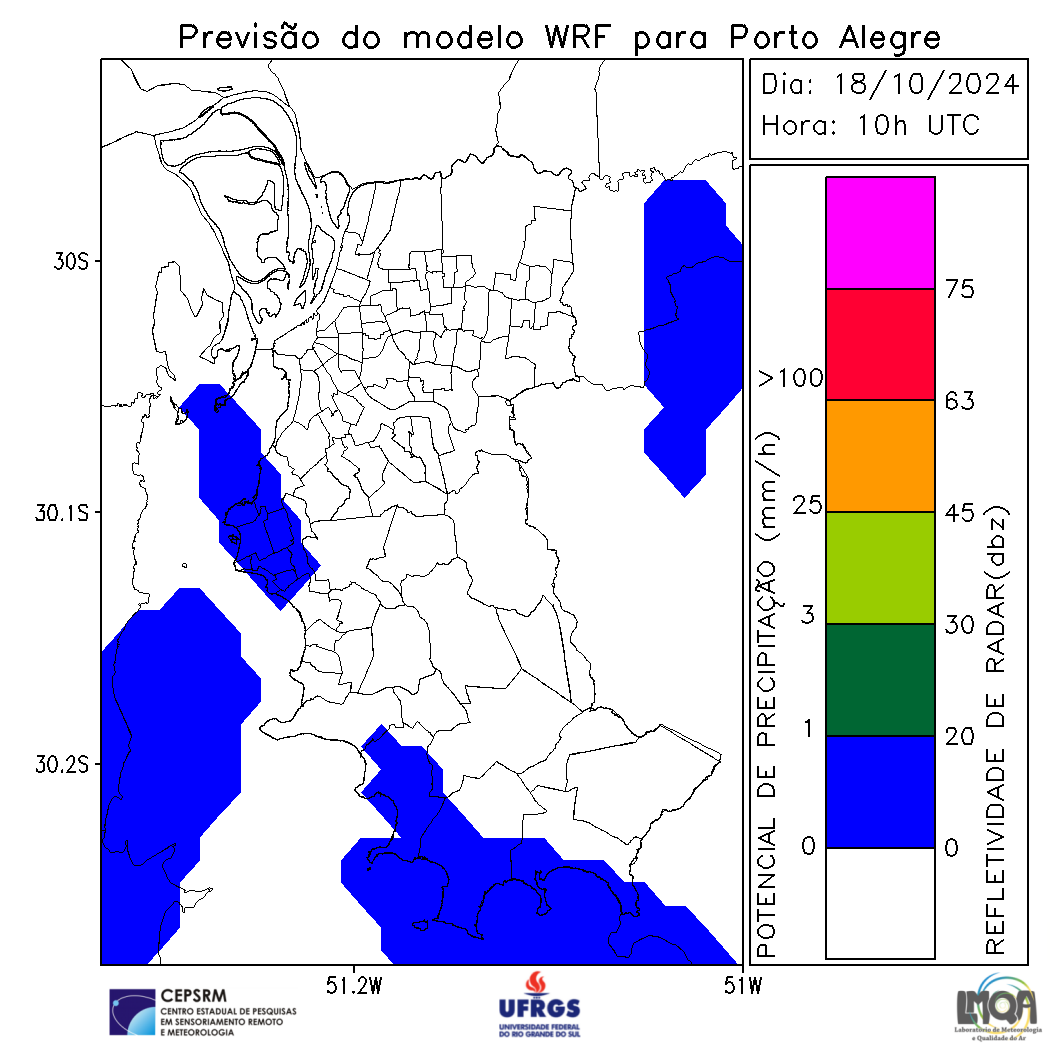 Previsão do modelo WRF para Porto Alegre
Dia: 18/10/2024
Hora: 10h UTC
30S
30.1S
30.2S
51.2W
51W
POTENCIAL DE PRECIPITAÇÃO (mm/h)
>100
25
3
1
0
75
63
45
30
20
0
REFLETIVIDADE DE RADAR(dbz)
CEPSRM
CENTRO ESTADUAL DE PESQUISAS
EM SENSORIAMENTO REMOTO
E METEOROLOGIA
UFRGS
UNIVERSIDADE FEDERAL
DO RIO GRANDE DO SUL
LMQA
Laboratório de Meteorologia
e Qualidade do Ar